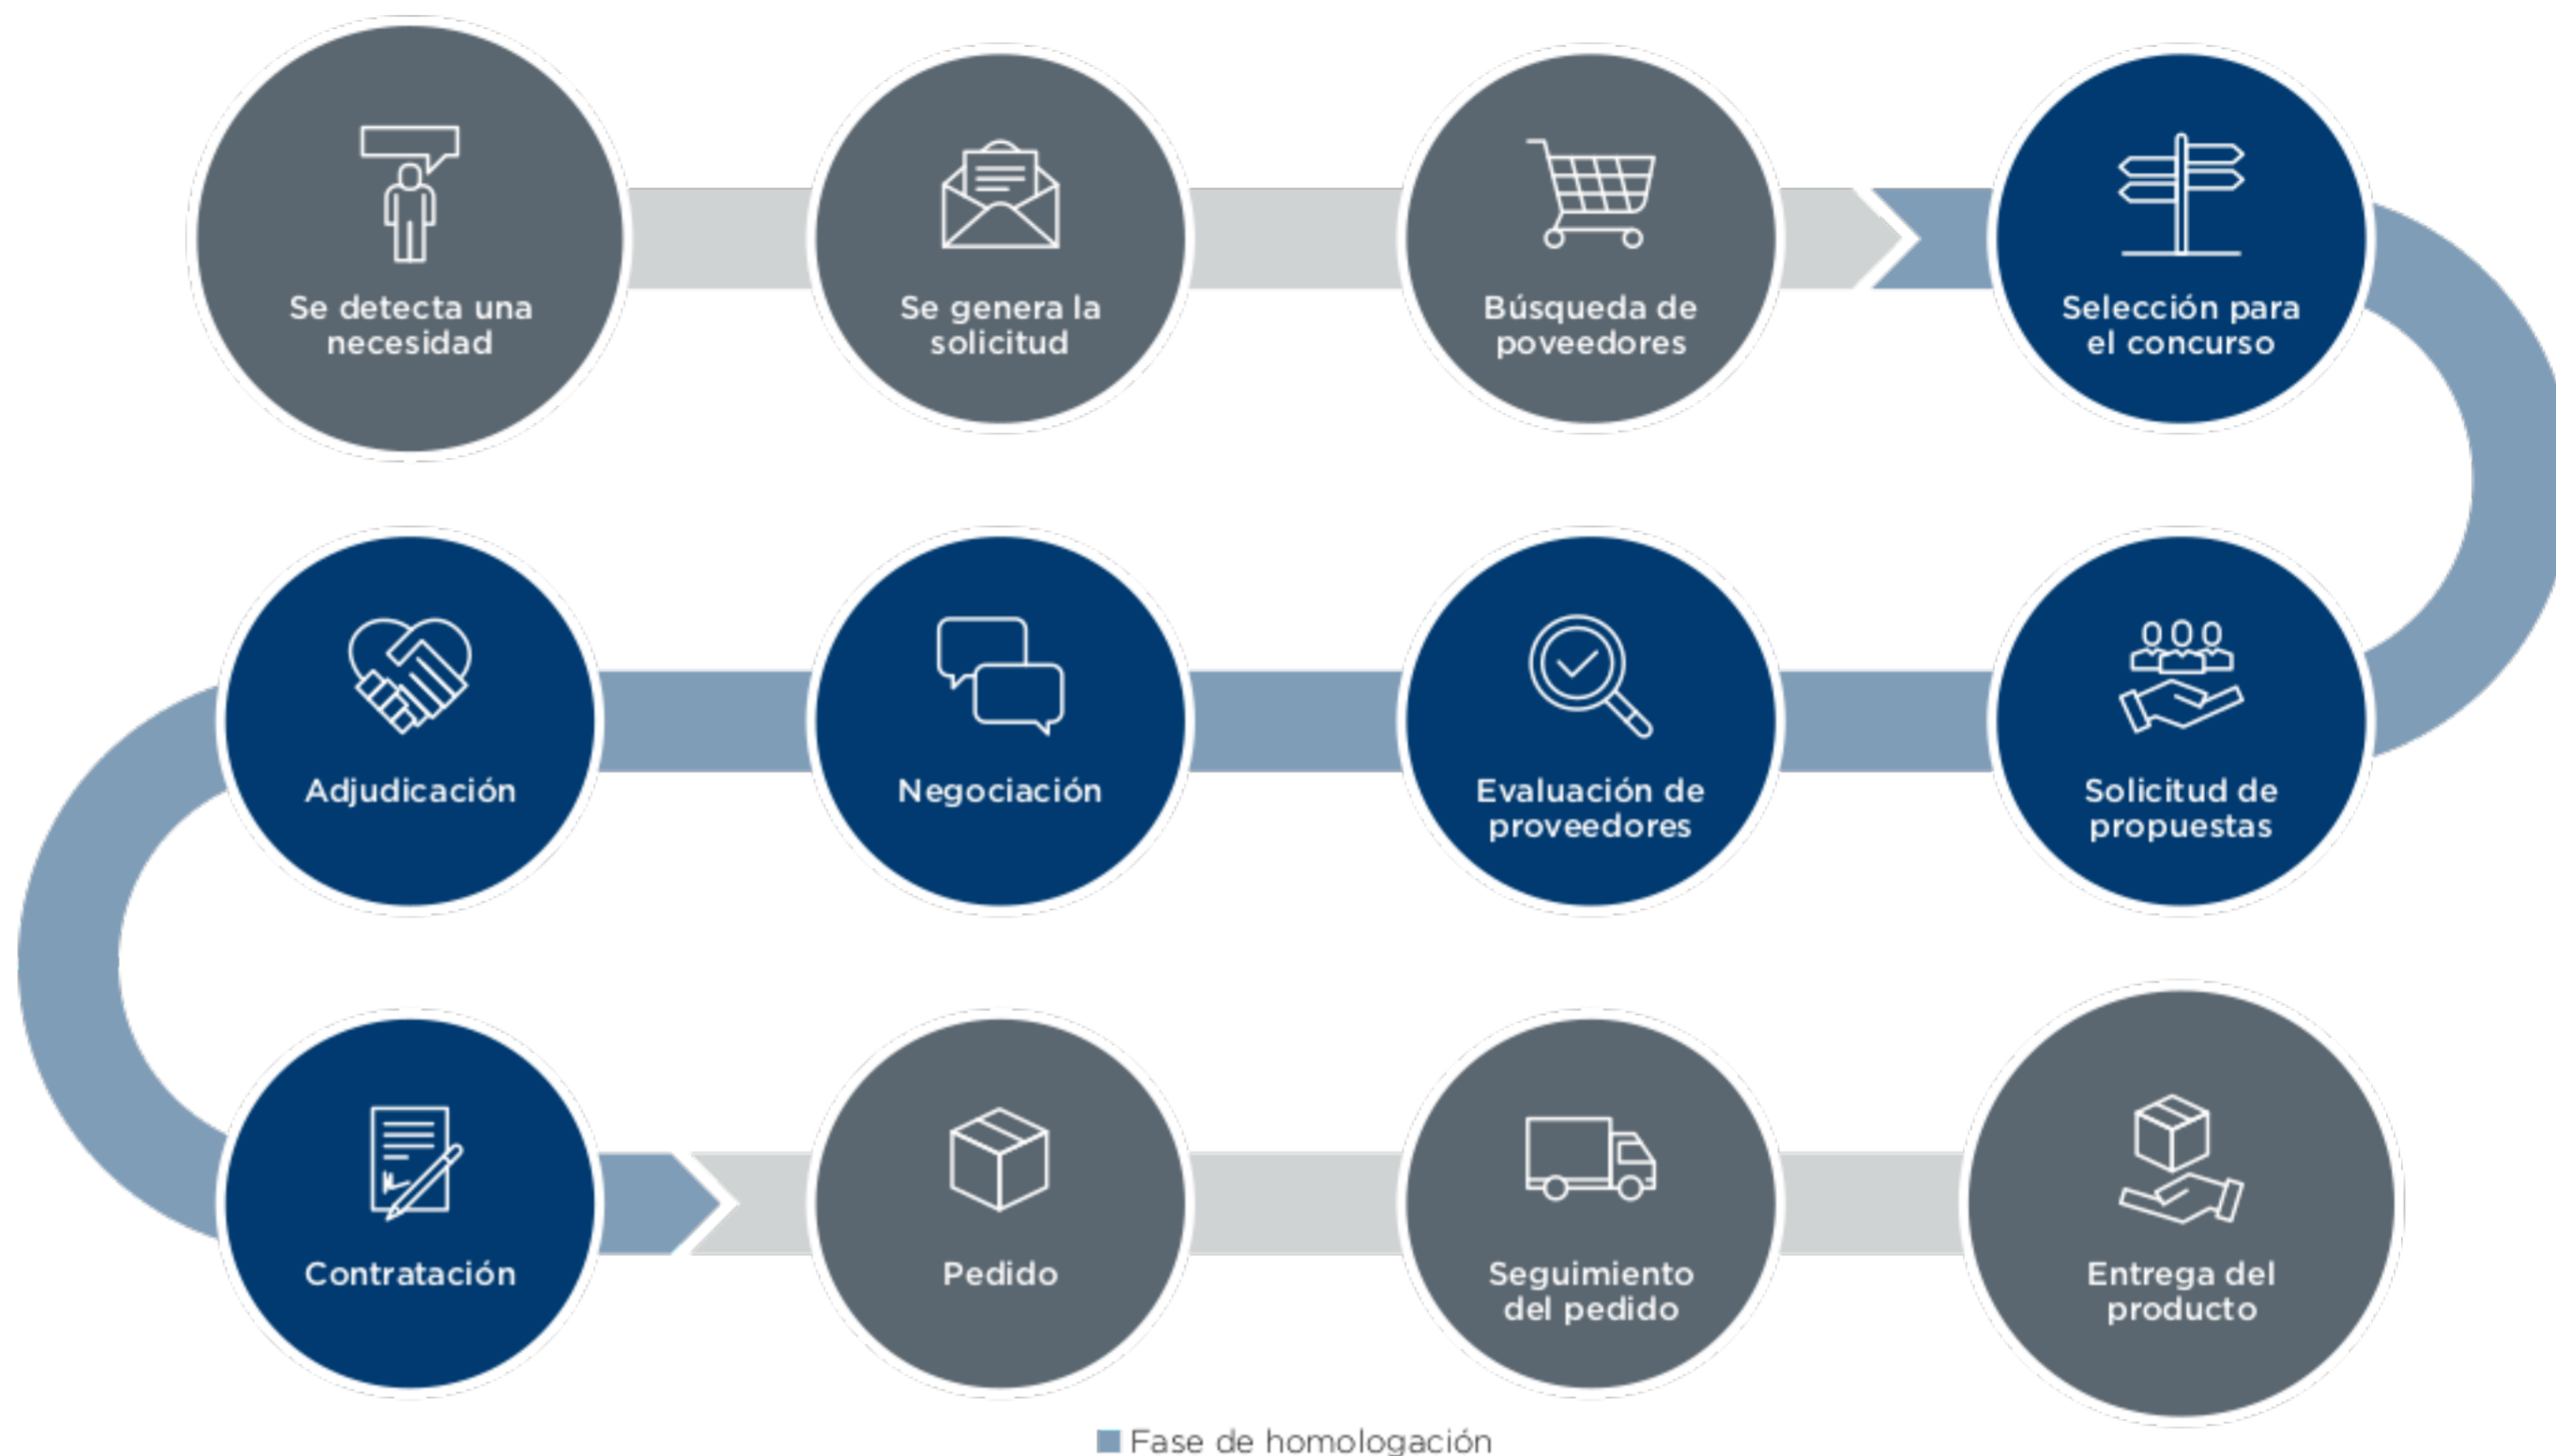 Se detecta una
necesidad
Se genera la
solicitud
Búsqueda de
poveedores
Selección para
el concurso
Adjudicación
Negociación
Evaluación de
proveedores
Solicitud de
propuestas
Contratación
Pedido
Seguimiento
del pedido
Entrega del
producto
Fase de homologación